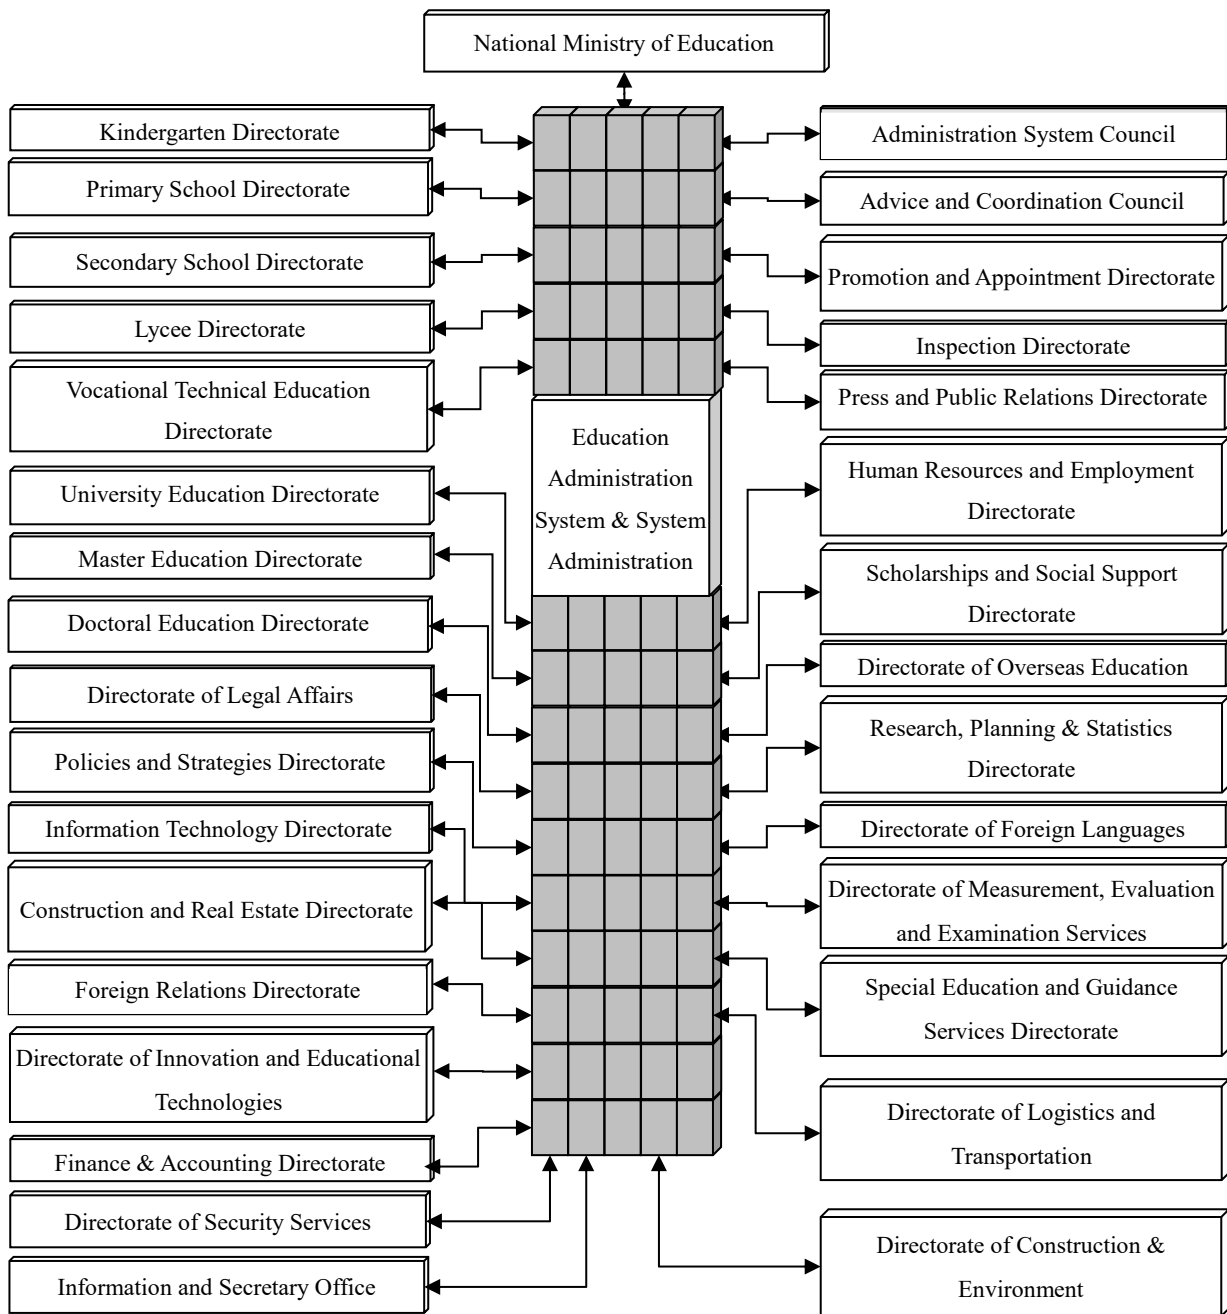 National Ministry of Education
Kindergarten Directorate
Primary School Directorate
Secondary School Directorate
Lycee Directorate
Vocational Technical Education
Directorate
University Education Directorate
Master Education Directorate
Doctoral Education Directorate
Directorate of Legal Affairs
Policies and Strategies Directorate
Information Technology Directorate
Construction and Real Estate Directorate
Foreign Relations Directorate
Directorate of Innovation and Educational
Technologies
Finance & Accounting Directorate
Directorate of Security Services
Information and Secretary Office
Education
Administration
System & System
Administration
Administration System Council
Advice and Coordination Council
Promotion and Appointment Directorate
Inspection Directorate
Press and Public Relations Directorate
Human Resources and Employment
Directorate
Scholarships and Social Support
Directorate
Directorate of Overseas Education
Research, Planning & Statistics
Directorate
Directorate of Foreign Languages
Directorate of Measurement, Evaluation
and Examination Services
Special Education and Guidance
Services Directorate
Directorate of Logistics and
Transportation
Directorate of Construction &
Environment